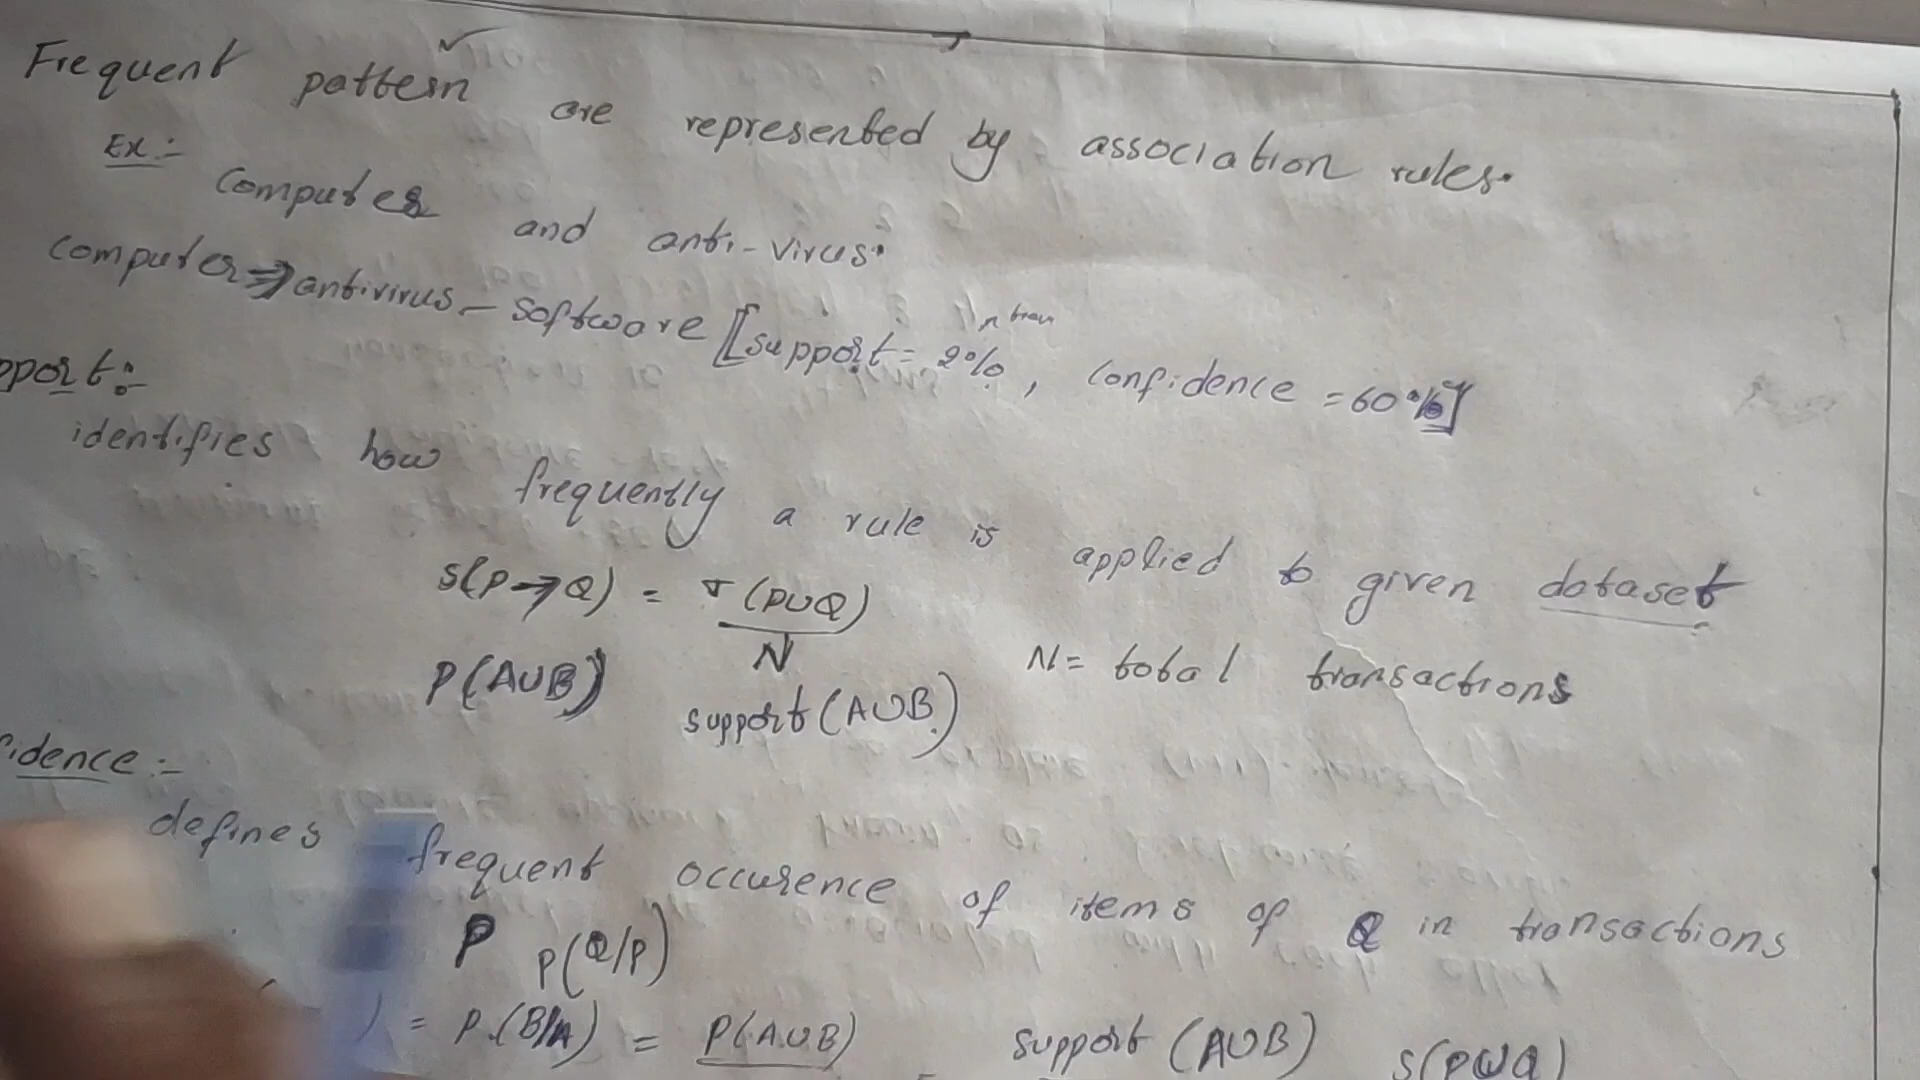 Frequent pattern are represented by association rules.
Ex:-
Computer and anti-virus.
computer ⇒ antivirus - software [support = 2%, confidence = 60%]
pport:-
identifies how frequently a rule is applied to given dataset
s(P→Q) = σ(P∪Q) / N
N = total transactions
P(A∪B) support(A∪B)
fidence:-
defines frequent occurence of items of Q in transactions
P P(Q/P)
) = P(B/A) = P(A∪B) = support(A∪B) s(P∪Q)